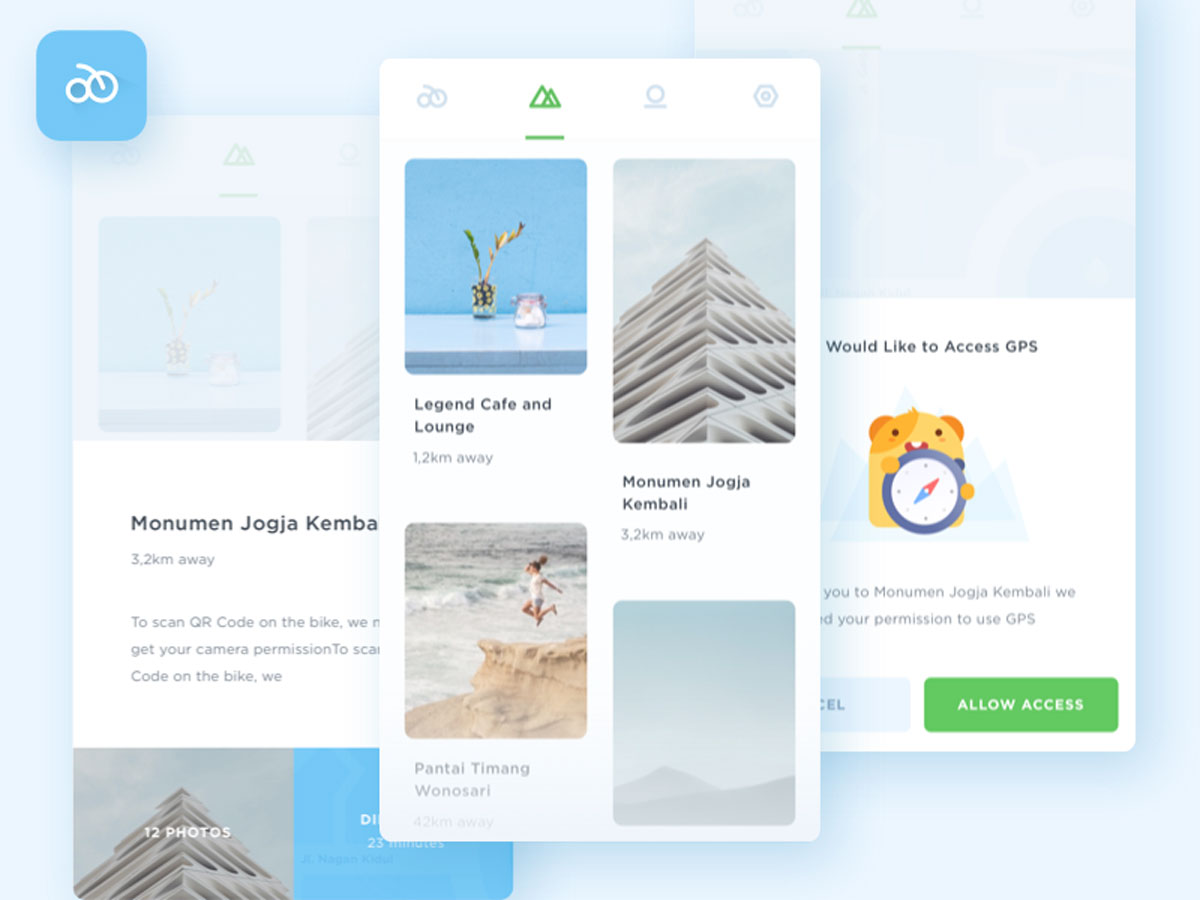 Monumen Jogja Kemba
3,2km away
To scan QR Code on the bike, we
get your camera permissionTo scan
Code on the bike, we
12 PHOTOS
23 minutes
Jl. Nagan Kidul
Legend Cafe and
Lounge
1,2km away
Pantai Timang
Wonosari
42km away
Monumen Jogja
Kembali
3,2km away
Jl. Nagan Kidul
Would Like to Access GPS
you to Monumen Jogja Kembali we
your permission to use GPS
CEL
ALLOW ACCESS